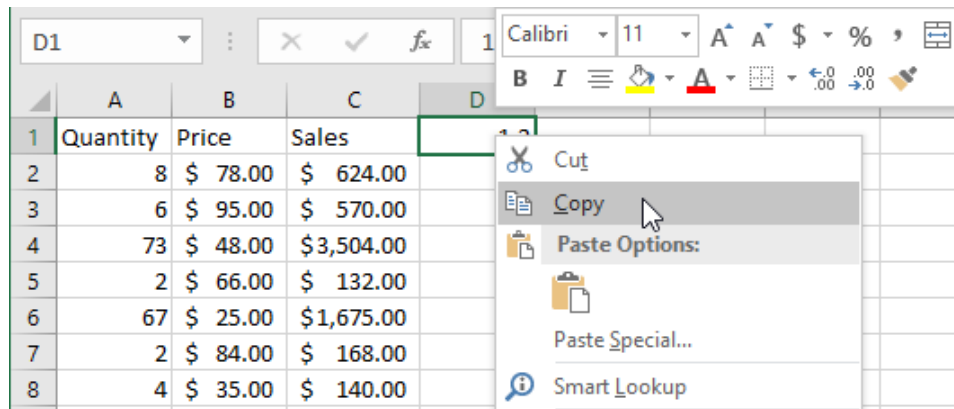 D1 fx 1 Calibri 11 A A $ % ,
B I A .00 .00
A B C D
1 Quantity Price Sales
2 8 $ 78.00 $ 624.00
3 6 $ 95.00 $ 570.00
4 73 $ 48.00 $3,504.00
5 2 $ 66.00 $ 132.00
6 67 $ 25.00 $1,675.00
7 2 $ 84.00 $ 168.00
8 4 $ 35.00 $ 140.00
Cut
Copy
Paste Options:
Paste Special...
Smart Lookup